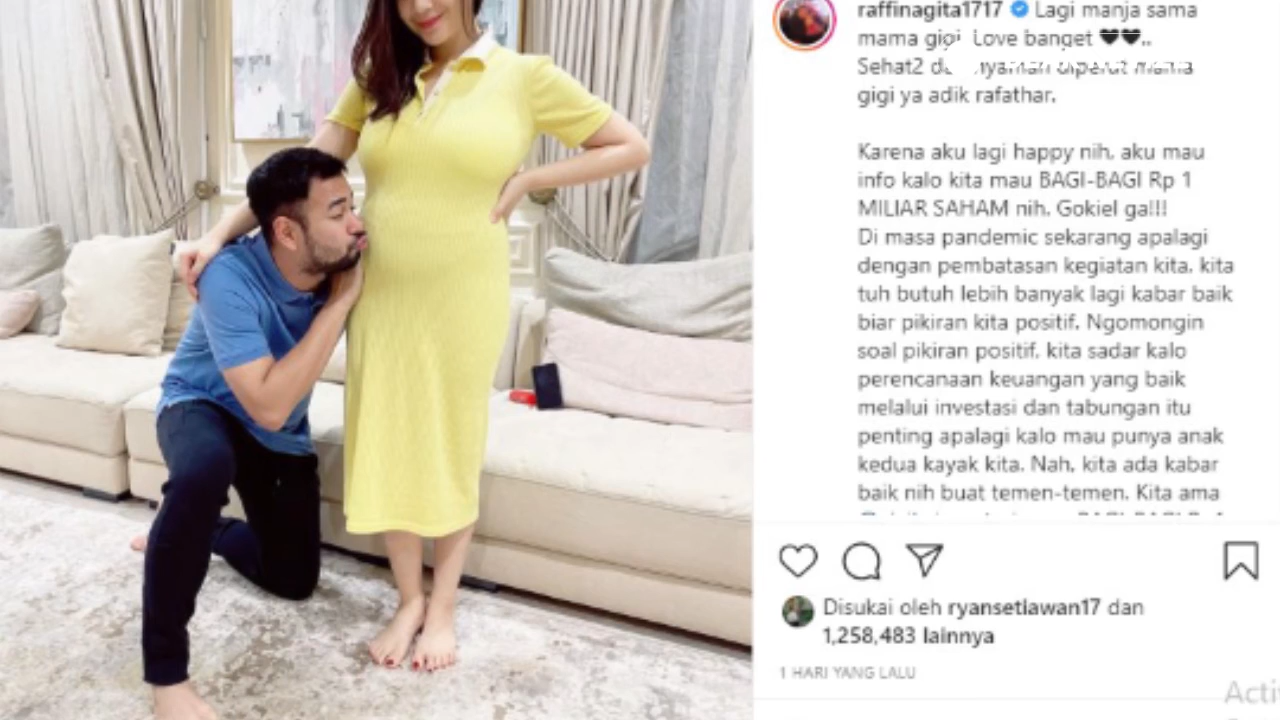 raffinagita1717 Lagi manja sama
mama gigi Love banget 🖤🖤..
Sehat2 mama
gigi ya adik rafathar.
Karena aku lagi happy nih, aku mau
info kalo kita mau BAGI-BAGI Rp 1
MILIAR SAHAM nih. Gokiel ga!!!
Di masa pandemic sekarang apalagi
dengan pembatasan kegiatan kita, kita
tuh butuh lebih banyak lagi kabar baik
biar pikiran kita positif. Ngomongin
soal pikiran positif, kita sadar kalo
perencanaan keuangan yang baik
melalui investasi dan tabungan itu
penting apalagi kalo mau punya anak
kedua kayak kita. Nah, kita ada kabar
baik nih buat temen-temen. Kita ama
Disukai oleh ryansetiawan17 dan
1,258,483 lainnya
1 HARI YANG LALU